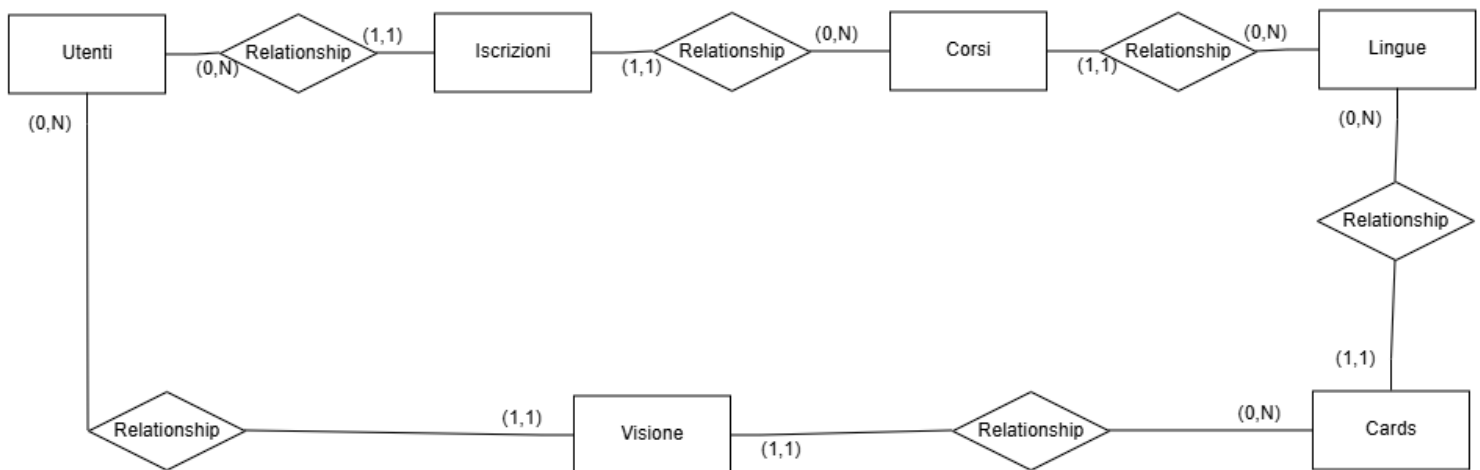 Utenti
(0,N)
Relationship
(1,1)
Iscrizioni
(1,1)
Relationship
(0,N)
Corsi
(1,1)
Relationship
(0,N)
Lingue
(0,N)
(0,N)
Relationship
(1,1)
Relationship
(1,1)
Visione
(1,1)
Relationship
(0,N)
Cards